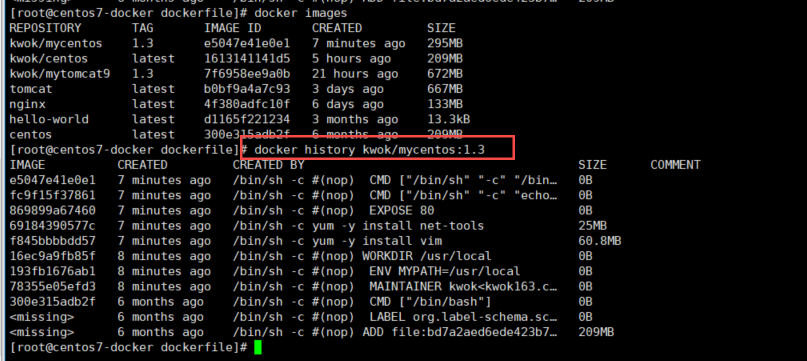 <missing> 6 months ago /bin/sh -c #(nop) ADD file:bd7a2aed6ede423b7… 209MB
[root@centos7-docker dockerfile]# docker images
REPOSITORY TAG IMAGE ID CREATED SIZE
kwok/mycentos 1.3 e5047e41e0e1 7 minutes ago 295MB
kwok/centos latest 1613141141d5 5 hours ago 209MB
kwok/mytomcat9 1.3 7f6958ee9a0b 21 hours ago 672MB
tomcat latest b0bf9a4a7c93 3 days ago 667MB
nginx latest 4f380adfc10f 6 days ago 133MB
hello-world latest d1165f221234 3 months ago 13.3kB
centos latest 300e315adb2f 6 months ago 209MB
[root@centos7-docker dockerfile]# docker history kwok/mycentos:1.3
IMAGE CREATED CREATED BY SIZE COMMENT
e5047e41e0e1 7 minutes ago /bin/sh -c #(nop) CMD ["/bin/sh" "-c" "/bin… 0B
fc9f15f37861 7 minutes ago /bin/sh -c #(nop) CMD ["/bin/sh" "-c" "echo… 0B
869899a67460 7 minutes ago /bin/sh -c #(nop) EXPOSE 80 0B
69184390577c 7 minutes ago /bin/sh -c yum -y install net-tools 25MB
f845bbbbdd57 7 minutes ago /bin/sh -c yum -y install vim 60.8MB
16ec9a9fb85f 8 minutes ago /bin/sh -c #(nop) WORKDIR /usr/local 0B
193fb1676ab1 8 minutes ago /bin/sh -c #(nop) ENV MYPATH=/usr/local 0B
78355e05efd3 8 minutes ago /bin/sh -c #(nop) MAINTAINER kwok<kwok163.c… 0B
300e315adb2f 6 months ago /bin/sh -c #(nop) CMD ["/bin/bash"] 0B
<missing> 6 months ago /bin/sh -c #(nop) LABEL org.label-schema.sc… 0B
<missing> 6 months ago /bin/sh -c #(nop) ADD file:bd7a2aed6ede423b7… 209MB
[root@centos7-docker dockerfile]#